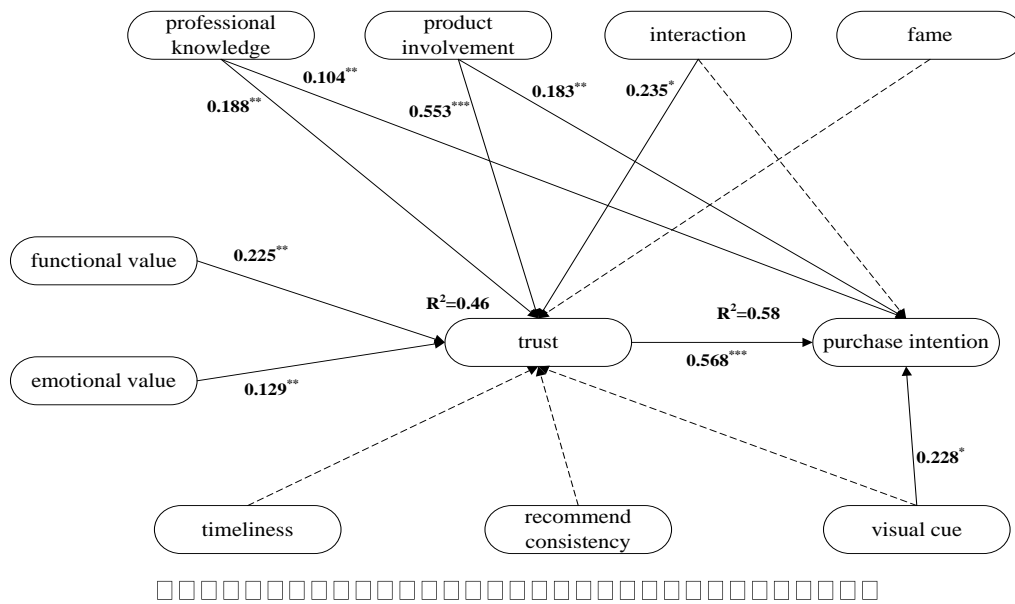 professional
knowledge
product
involvement
interaction
fame
0.104**
0.188**
0.553***
0.183**
0.235*
functional value
0.225**
R²=0.46
R²=0.58
trust
purchase intention
0.568***
emotional value
0.129**
0.228*
timeliness
recommend
consistency
visual cue